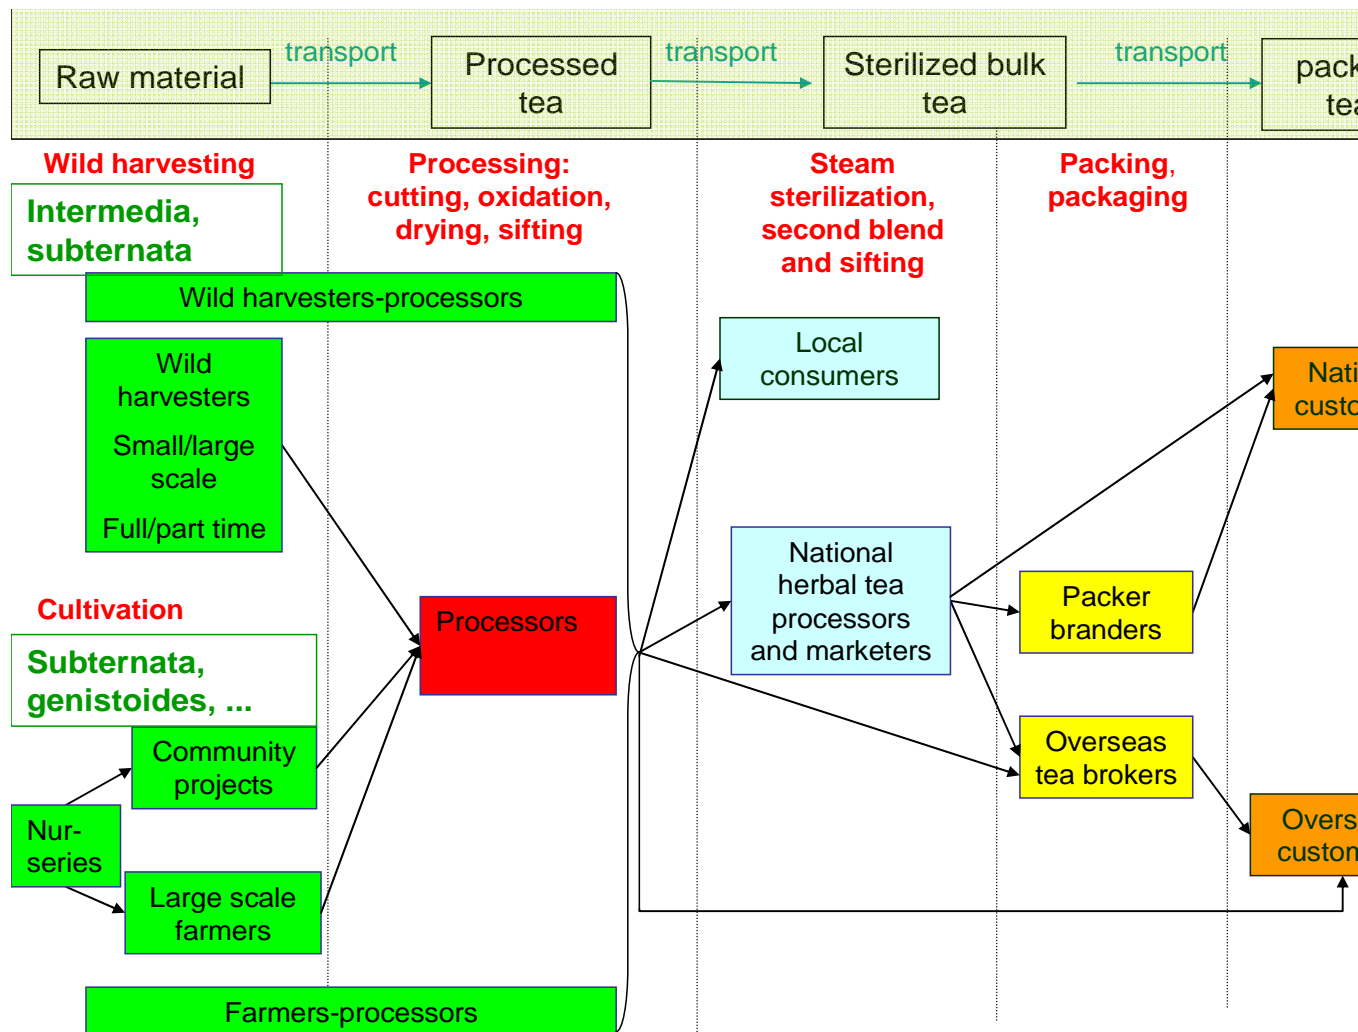 Raw material
transport
Processed
tea
transport
Sterilized bulk
tea
transport
Wild harvesting
Intermedia,
subternata
Processing:
cutting, oxidation,
drying, sifting
Steam
sterilization,
second blend
and sifting
Packing,
packaging
Wild harvesters-processors
Wild
harvesters
Small/large
scale
Full/part time
Local
consumers
National
herbal tea
processors
and marketers
Packer
branders
Overseas
tea brokers
Processors
Cultivation
Subternata,
genistoides, ...
Community
projects
Nur-
series
Large scale
farmers
Farmers-processors